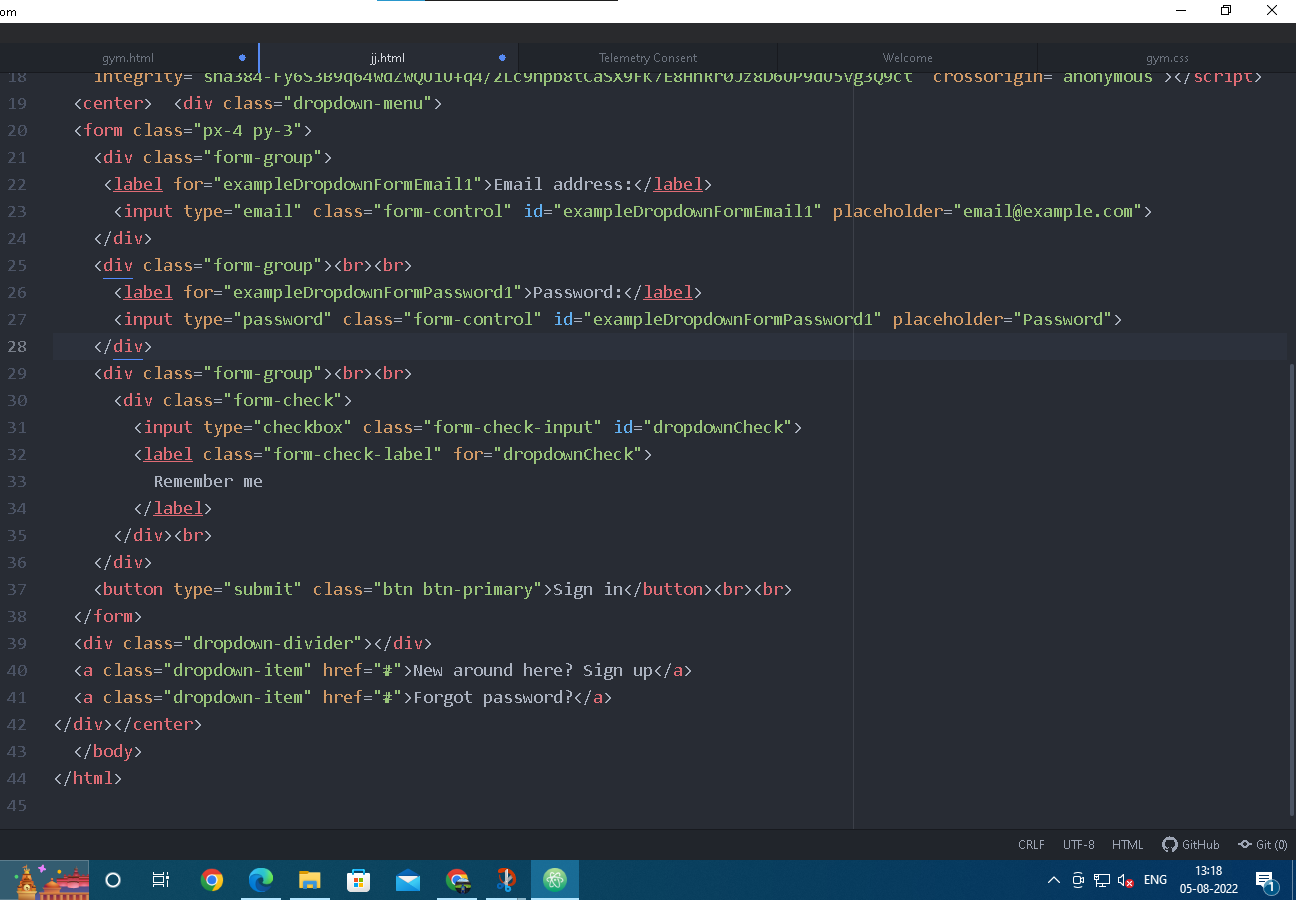 om
gym.html jj.html Telemetry Consent Welcome gym.css
18 integrity= crossorigin= anonymous ></script>
19 <center>  <div class="dropdown-menu">
20 <form class="px-4 py-3">
21 <div class="form-group">
22 <label for="exampleDropdownFormEmail1">Email address:</label>
23 <input type="email" class="form-control" id="exampleDropdownFormEmail1" placeholder="email@example.com">
24 </div>
25 <div class="form-group"><br><br>
26 <label for="exampleDropdownFormPassword1">Password:</label>
27 <input type="password" class="form-control" id="exampleDropdownFormPassword1" placeholder="Password">
28 </div>
29 <div class="form-group"><br><br>
30 <div class="form-check">
31 <input type="checkbox" class="form-check-input" id="dropdownCheck">
32 <label class="form-check-label" for="dropdownCheck">
33 Remember me
34 </label>
35 </div><br>
36 </div>
37 <button type="submit" class="btn btn-primary">Sign in</button><br><br>
38 </form>
39 <div class="dropdown-divider"></div>
40 <a class="dropdown-item" href="#">New around here? Sign up</a>
41 <a class="dropdown-item" href="#">Forgot password?</a>
42 </div></center>
43 </body>
44 </html>
45
CRLF UTF-8 HTML GitHub Git (0)
ENG 13:18
05-08-2022
1